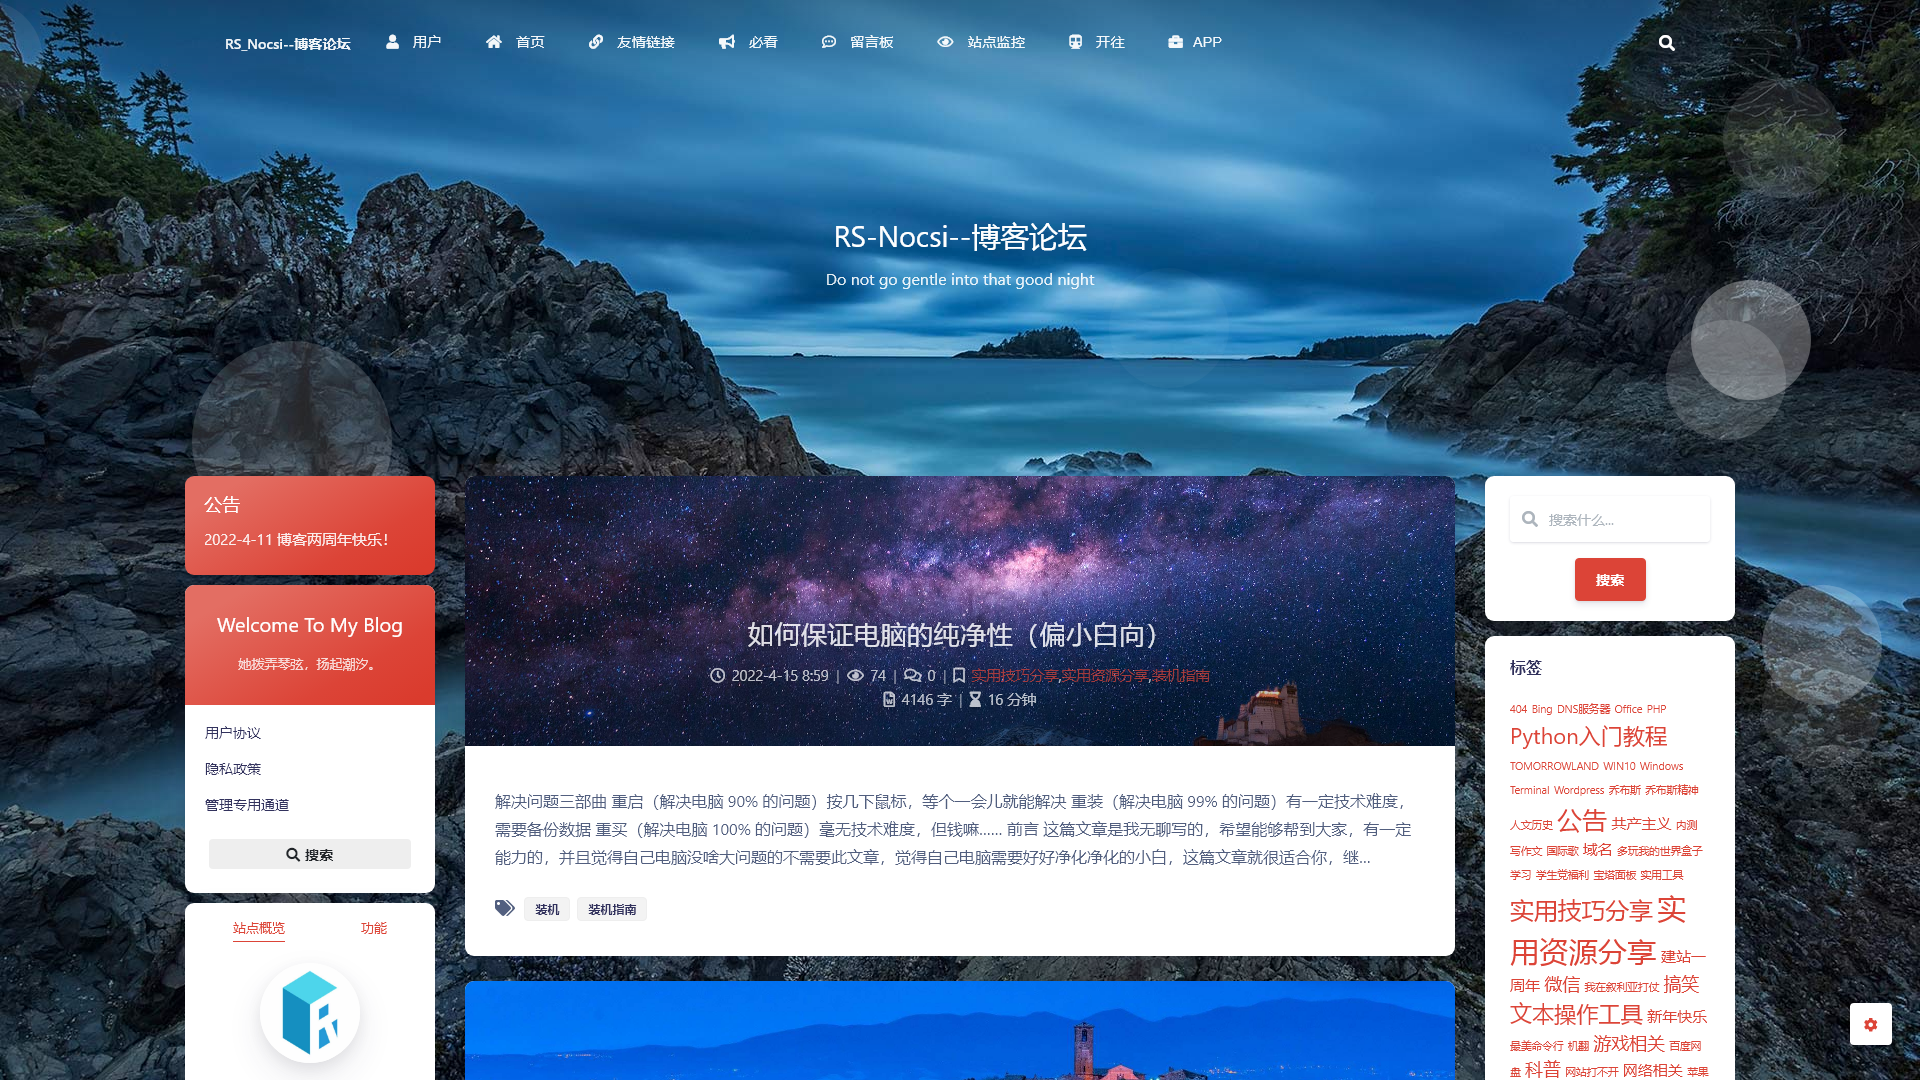 RS_Nocsi--博客论坛 用户 首页 友情链接 必看 留言板 站点监控 开往 APP
RS-Nocsi--博客论坛
Do not go gentle into that good night
公告
2022-4-11 博客两周年快乐！
Welcome To My Blog
她拨弄琴弦，扬起潮汐。
用户协议
隐私政策
管理专用通道
搜索
站点概览 功能
如何保证电脑的纯净性（偏小白向）
2022-4-15 8:59 | 74 | 0 | 实用技巧分享,实用资源分享,装机指南
4146 字 | 16 分钟
解决问题三部曲 重启（解决电脑 90% 的问题）按几下鼠标，等个一会儿就能解决 重装（解决电脑 99% 的问题）有一定技术难度，
需要备份数据 重买（解决电脑 100% 的问题）毫无技术难度，但钱嘛…… 前言 这篇文章是我无聊写的，希望能够帮到大家，有一定
能力的，并且觉得自己电脑没啥大问题的不需要此文章，觉得自己电脑需要好好净化净化的小白，这篇文章就很适合你，继...
装机 装机指南
搜索什么...
搜索
标签
404 Bing DNS服务器 Office PHP
Python入门教程
TOMORROWLAND WIN10 Windows
Terminal Wordpress 乔布斯 乔布斯精神
人文历史 公告 共产主义 内测
写作文 国际歌 域名 多玩我的世界盒子
学习 学生党福利 宝塔面板 实用工具
实用技巧分享 实
用资源分享 建站一
周年 微信 我在叙利亚打仗 搞笑
文本操作工具 新年快乐
最美命令行 机翻 游戏相关 百度网
盘 科普 网站打不开 网络相关 苹果